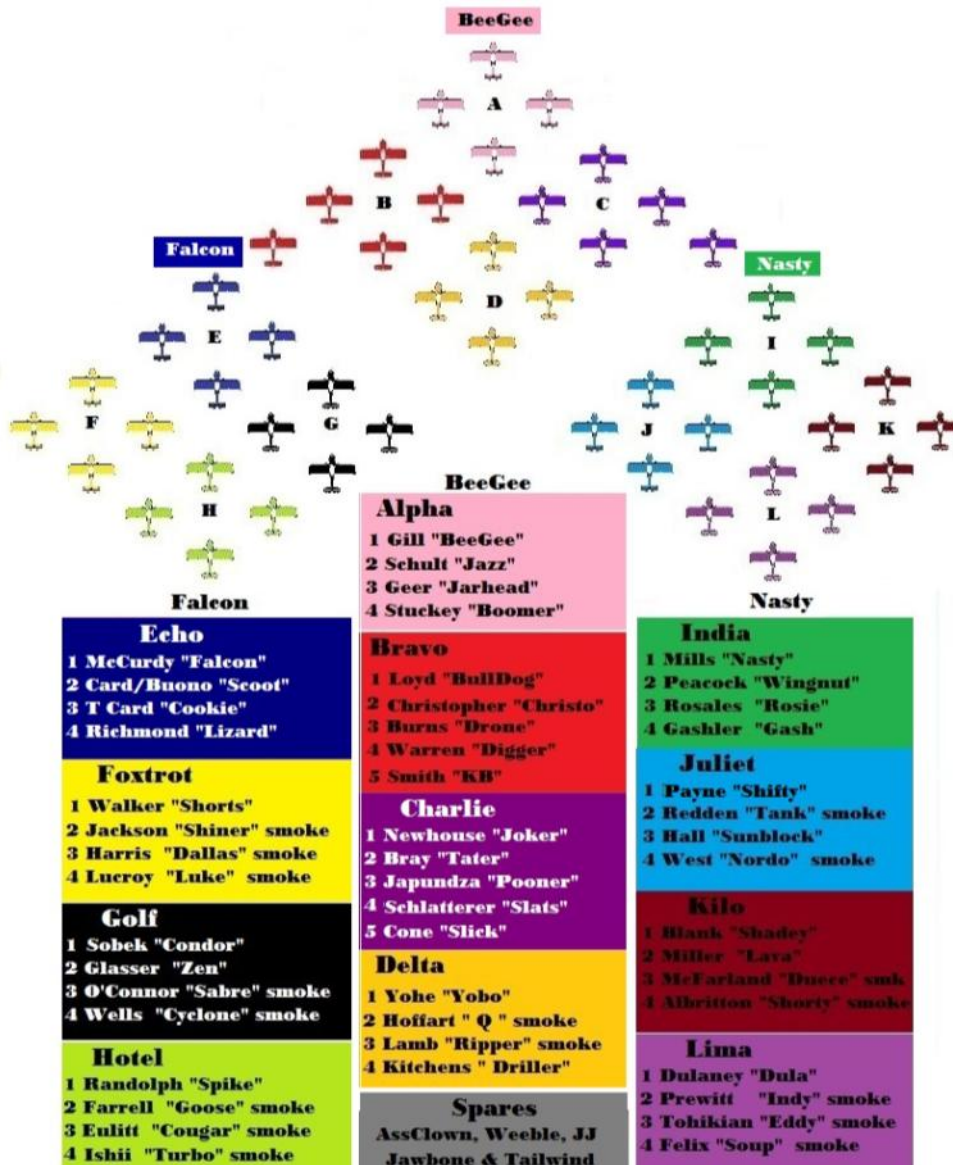 BeeGee
A
B
C
Falcon
Nasty
D
E
I
F
G
J
K
H
L
BeeGee
Alpha
1 Gill "BeeGee"
2 Schult "Jazz"
3 Geer "Jarhead"
4 Stuckey "Boomer"
Bravo
1 Loyd "BullDog"
2 Christopher "Christo"
3 Burns "Drone"
4 Warren "Digger"
5 Smith "KB"
Charlie
1 Newhouse "Joker"
2 Bray "Tater"
3 Japundza "Pooner"
4 Schlatterer "Slats"
5 Cone "Slick"
Delta
1 Yohe "Yobo"
2 Hoffart " Q " smoke
3 Lamb "Ripper" smoke
4 Kitchens " Driller"
Spares
AssClown, Weeble, JJ
Jawbone & Tailwind
Falcon
Echo
1 McCurdy "Falcon"
2 Card/Buono "Scoot"
3 T Card "Cookie"
4 Richmond "Lizard"
Foxtrot
1 Walker "Shorts"
2 Jackson "Shiner" smoke
3 Harris "Dallas" smoke
4 Lucroy "Luke" smoke
Golf
1 Sobek "Condor"
2 Glasser "Zen"
3 O'Connor "Sabre" smoke
4 Wells "Cyclone" smoke
Hotel
1 Randolph "Spike"
2 Farrell "Goose" smoke
3 Eulitt "Cougar" smoke
4 Ishii "Turbo" smoke
Nasty
India
1 Mills "Nasty"
2 Peacock "Wingnut"
3 Rosales "Rosie"
4 Gashler "Gash"
Juliet
1 Payne "Shifty"
2 Redden "Tank" smoke
3 Hall "Sunblock"
4 West "Nordo" smoke
Kilo
1 Blank "Shadey"
2 Miller "Lava"
3 McFarland "Duece" smk
4 Albritton "Shorty" smoke
Lima
1 Dulaney "Dula"
2 Prewitt "Indy" smoke
3 Tohikian "Eddy" smoke
4 Felix "Soup" smoke